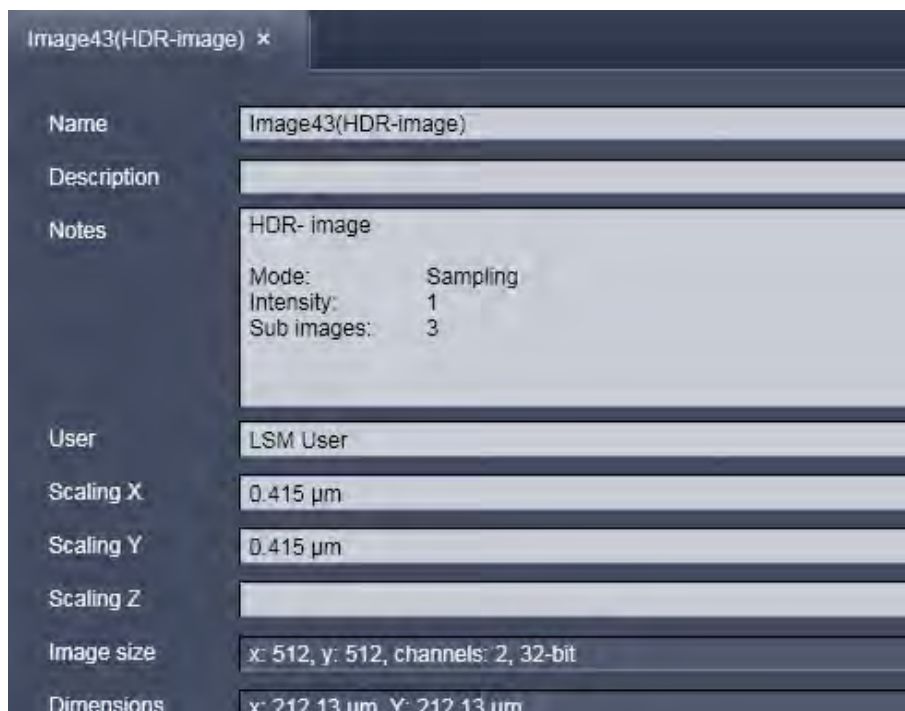 Image43(HDR-image) ×
Name Image43(HDR-image)
Description
Notes HDR- image
Mode: Sampling
Intensity: 1
Sub images: 3
User LSM User
Scaling X 0.415 µm
Scaling Y 0.415 µm
Scaling Z
Image size x: 512, y: 512, channels: 2, 32-bit
Dimensions x: 212.13 µm, Y: 212.13 µm